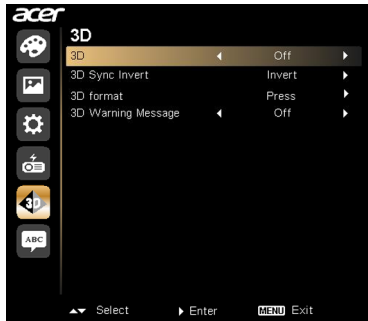 acer
3D
3D Off
3D Sync Invert Invert
3D format Press
3D Warning Message Off
3D
ABC
Select Enter MENU Exit